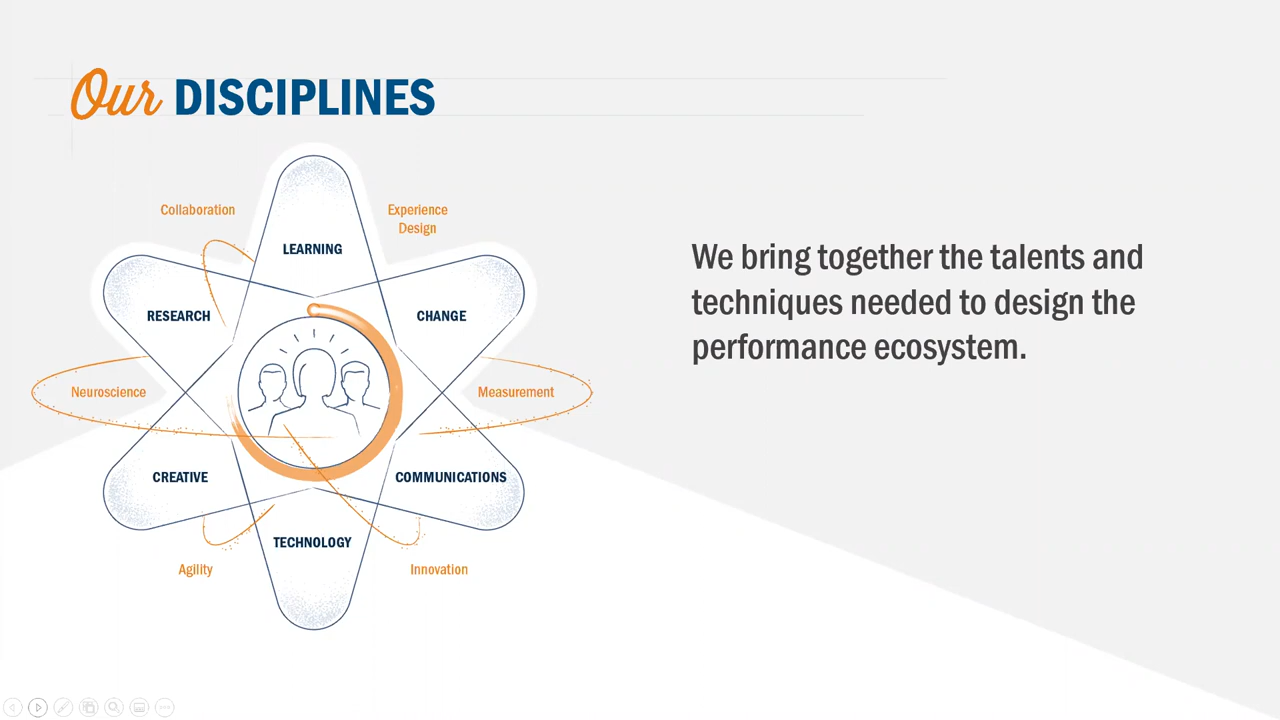 Our DISCIPLINES
Collaboration
Experience
Design
LEARNING
RESEARCH
CHANGE
Neuroscience
Measurement
CREATIVE
COMMUNICATIONS
TECHNOLOGY
Agility
Innovation
We bring together the talents and
techniques needed to design the
performance ecosystem.